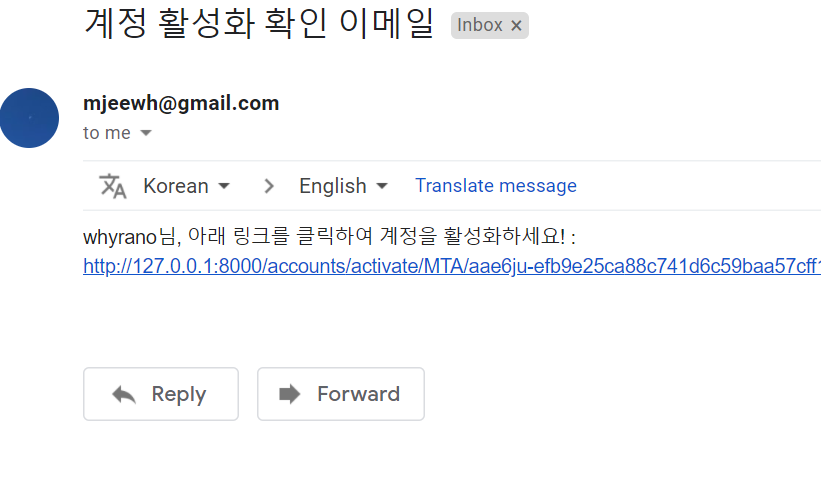 계정 활성화 확인 이메일 Inbox ×
mjeewh@gmail.com
to me
Korean > English Translate message
whyrano님, 아래 링크를 클릭하여 계정을 활성화하세요! :
http://127.0.0.1:8000/accounts/activate/MTA/aae6ju-efb9e25ca88c741d6c59baa57cff1
Reply Forward